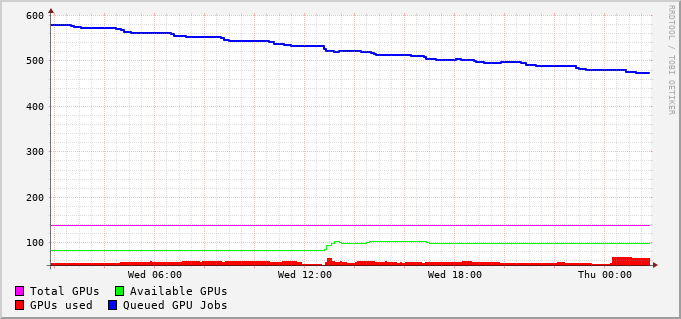 600
500
400
300
200
100
Wed 06:00
Wed 12:00
Wed 18:00
Thu 00:00
Total GPUs
Available GPUs
GPUs used
Queued GPU Jobs
RRDTOOL / TOBI OETIKER